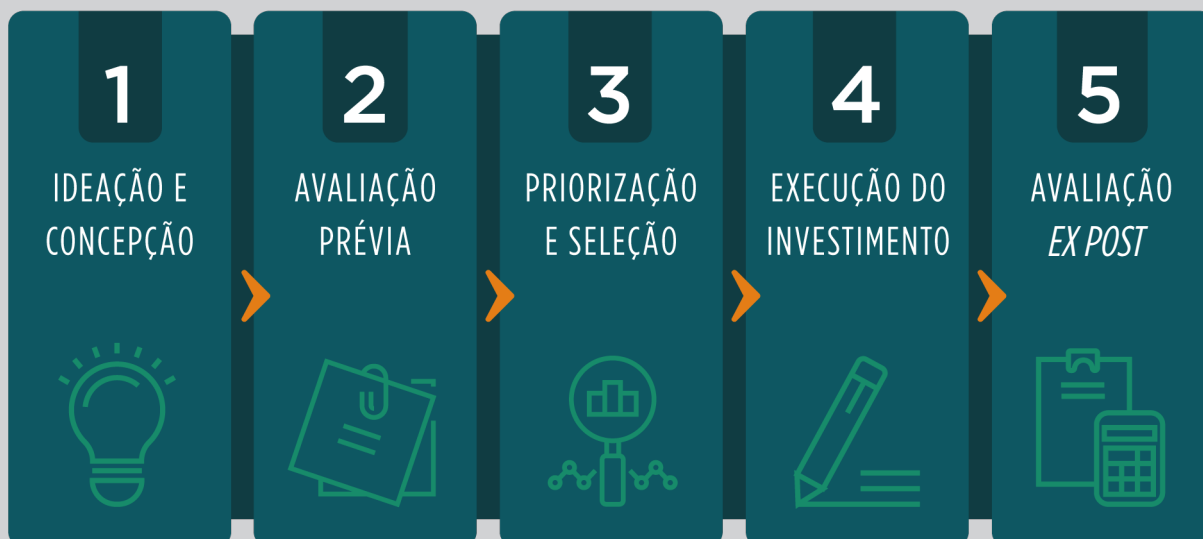 1
IDEAÇÃO E
CONCEPÇÃO
2
AVALIAÇÃO
PRÉVIA
3
PRIORIZAÇÃO
E SELEÇÃO
4
EXECUÇÃO DO
INVESTIMENTO
5
AVALIAÇÃO
EX POST